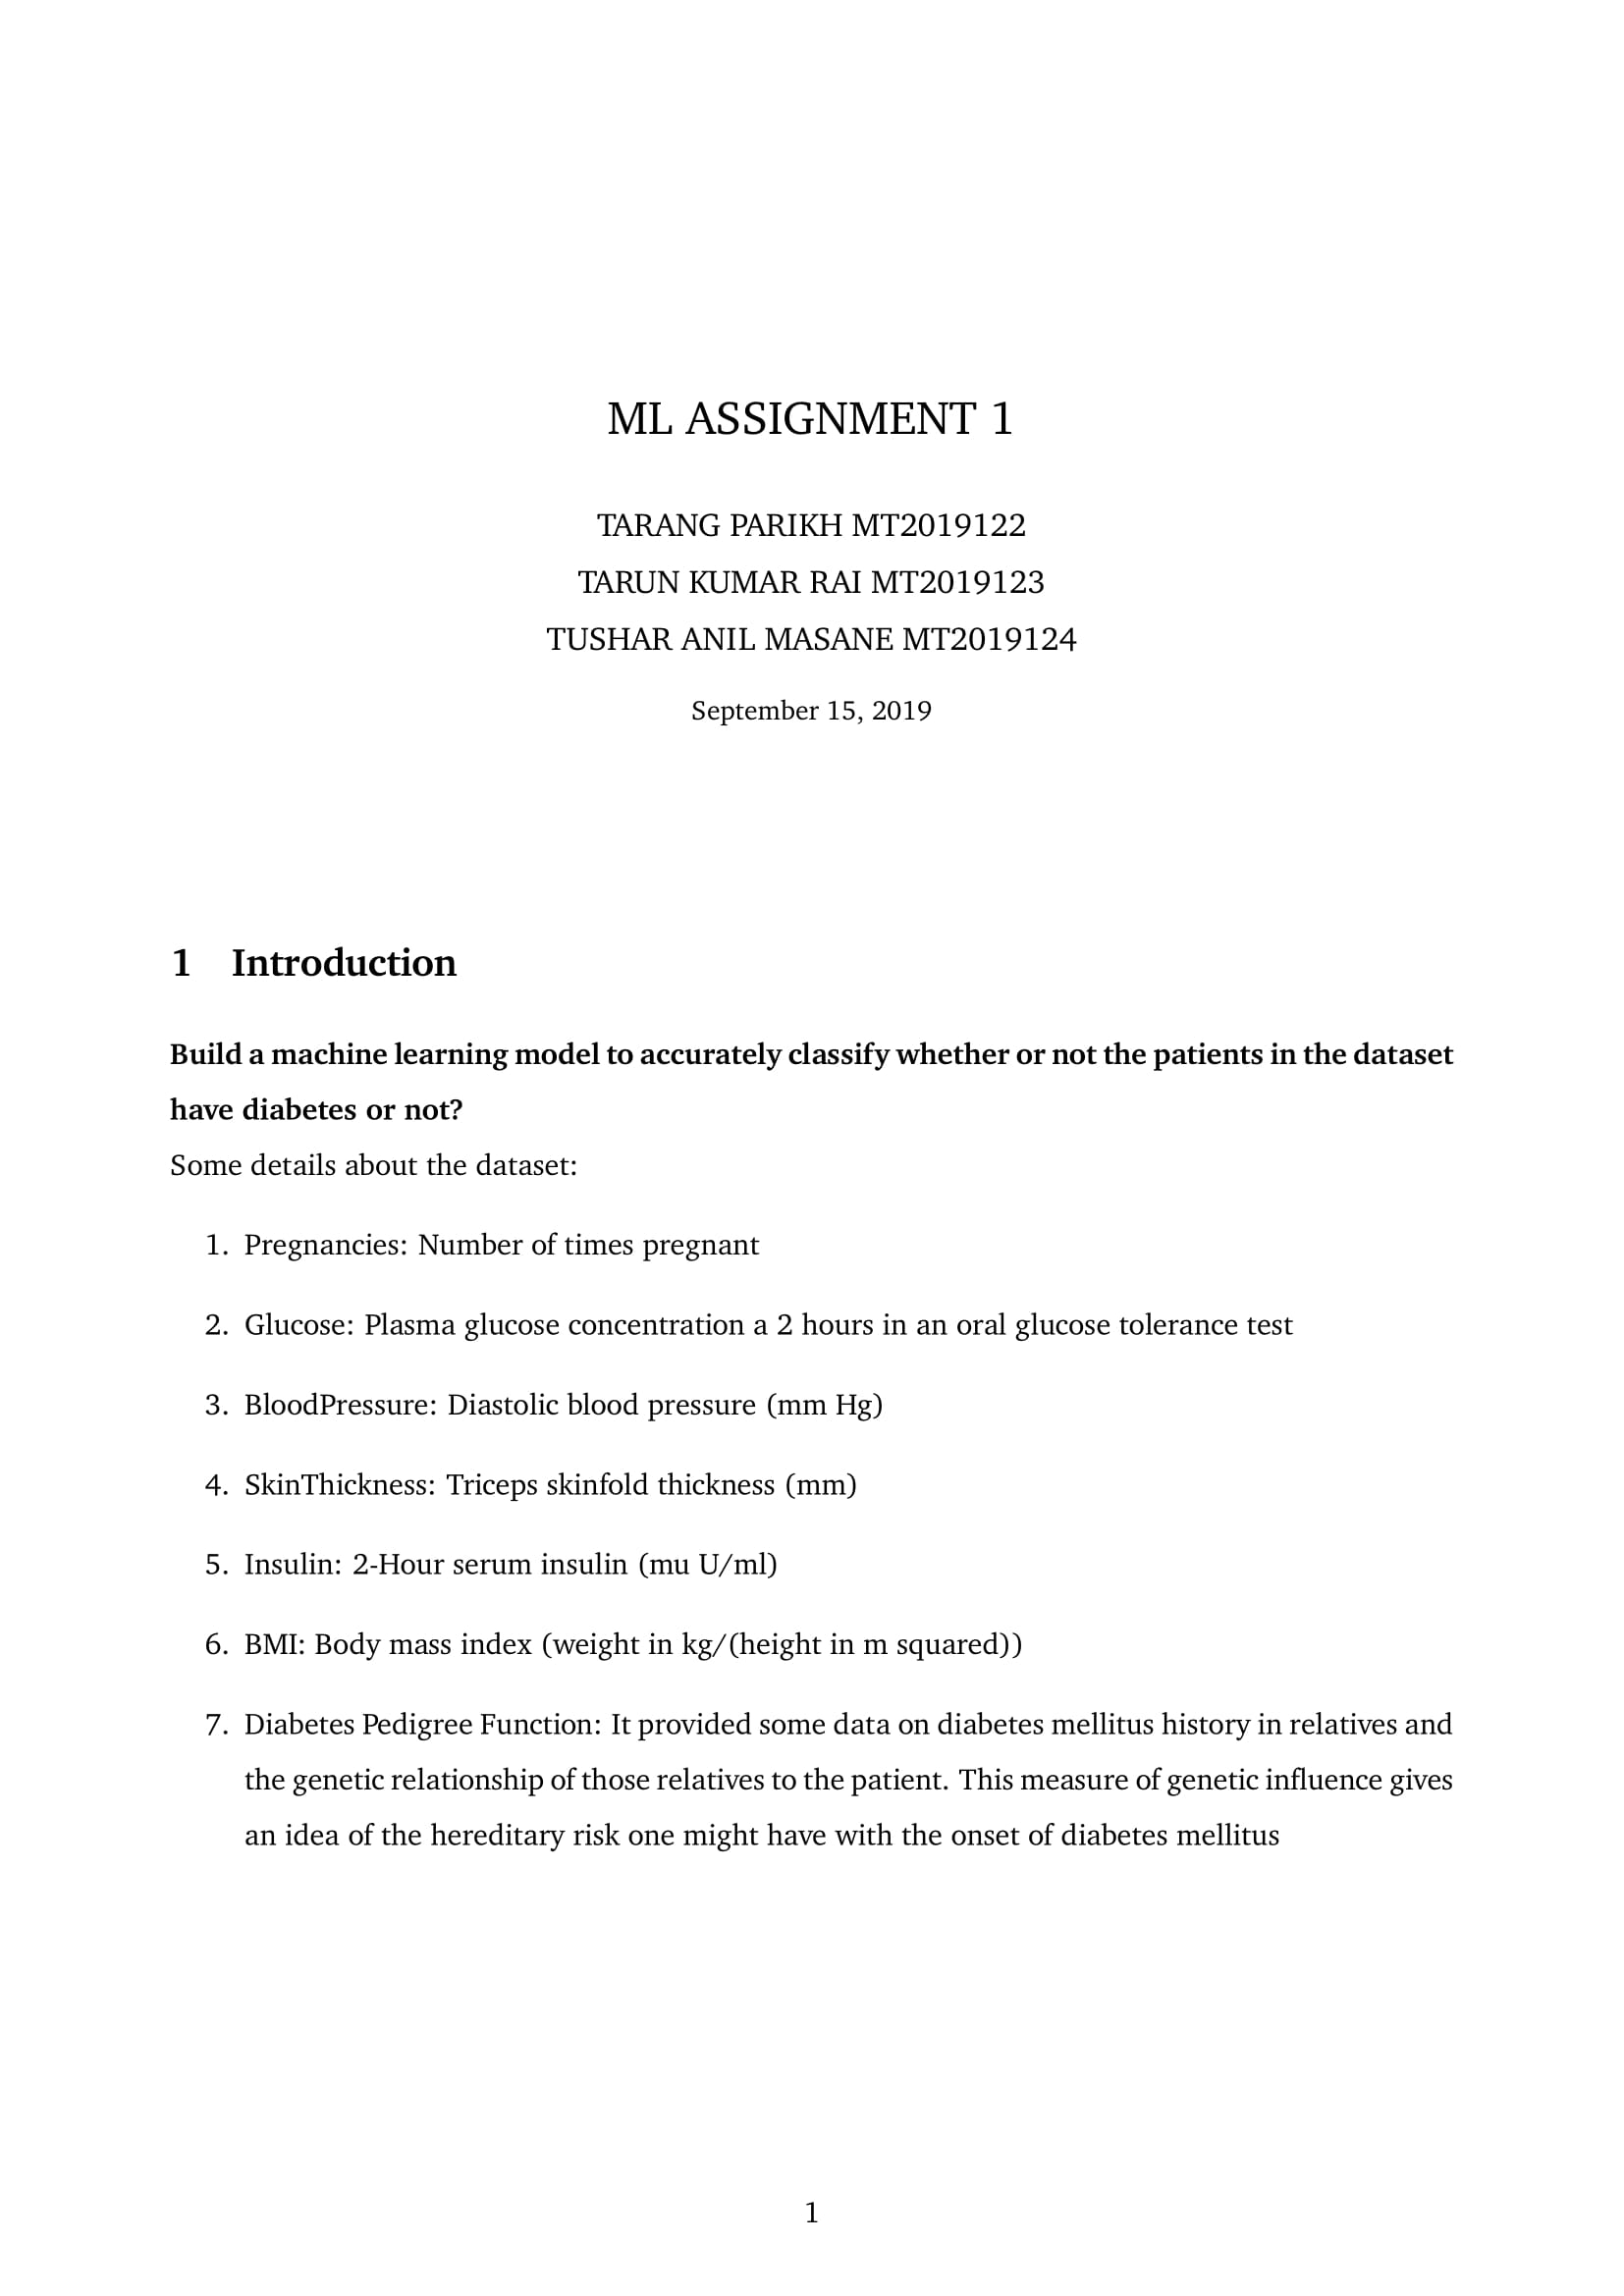 ML ASSIGNMENT 1
TARANG PARIKH MT2019122
TARUN KUMAR RAI MT2019123
TUSHAR ANIL MASANE MT2019124
September 15, 2019
1 Introduction
Build a machine learning model to accurately classify whether or not the patients in the dataset
have diabetes or not?
Some details about the dataset:
1. Pregnancies: Number of times pregnant
2. Glucose: Plasma glucose concentration a 2 hours in an oral glucose tolerance test
3. BloodPressure: Diastolic blood pressure (mm Hg)
4. SkinThickness: Triceps skinfold thickness (mm)
5. Insulin: 2-Hour serum insulin (mu U/ml)
6. BMI: Body mass index (weight in kg/(height in m squared))
7. Diabetes Pedigree Function: It provided some data on diabetes mellitus history in relatives and
the genetic relationship of those relatives to the patient. This measure of genetic influence gives
an idea of the hereditary risk one might have with the onset of diabetes mellitus
1